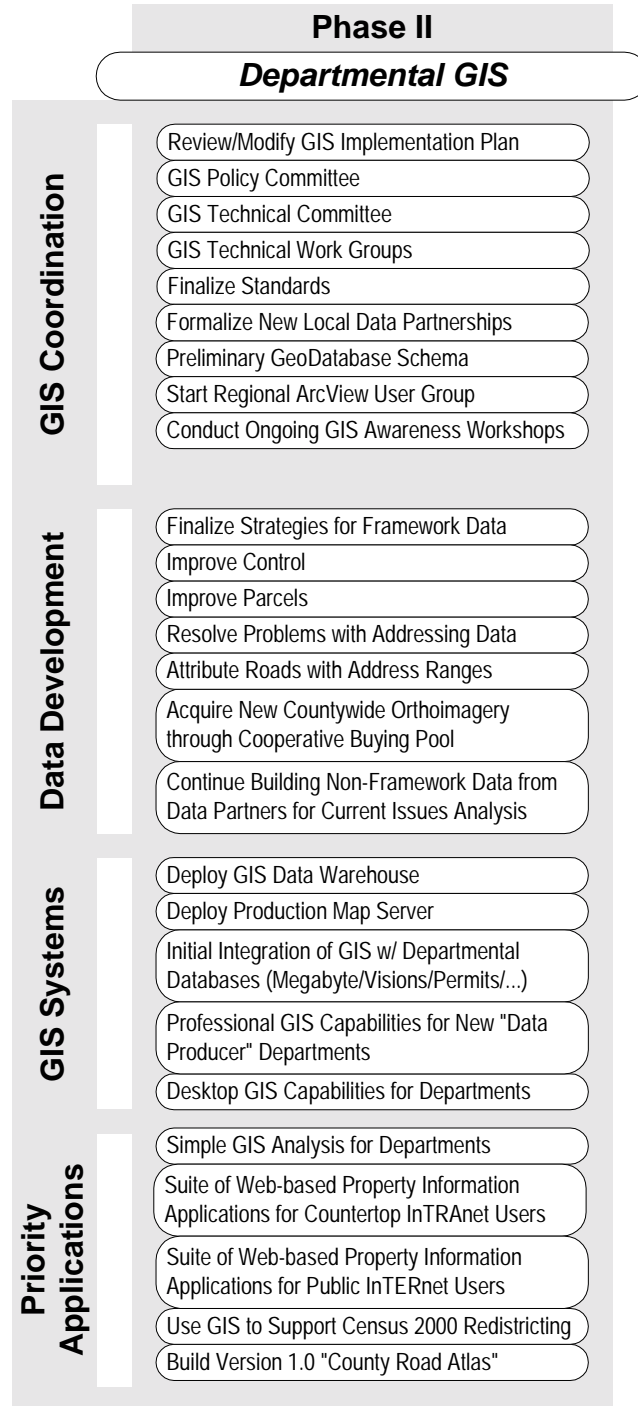 Phase II
Departmental GIS
GIS Coordination
Review/Modify GIS Implementation Plan
GIS Policy Committee
GIS Technical Committee
GIS Technical Work Groups
Finalize Standards
Formalize New Local Data Partnerships
Preliminary GeoDatabase Schema
Start Regional ArcView User Group
Conduct Ongoing GIS Awareness Workshops
Data Development
Finalize Strategies for Framework Data
Improve Control
Improve Parcels
Resolve Problems with Addressing Data
Attribute Roads with Address Ranges
Acquire New Countywide Orthoimagery
through Cooperative Buying Pool
Continue Building Non-Framework Data from
Data Partners for Current Issues Analysis
GIS Systems
Deploy GIS Data Warehouse
Deploy Production Map Server
Initial Integration of GIS w/ Departmental
Databases (Megabyte/Visions/Permits/...)
Professional GIS Capabilities for New "Data
Producer" Departments
Desktop GIS Capabilities for Departments
Priority
Applications
Simple GIS Analysis for Departments
Suite of Web-based Property Information
Applications for Countertop InTRAnet Users
Suite of Web-based Property Information
Applications for Public InTERnet Users
Use GIS to Support Census 2000 Redistricting
Build Version 1.0 "County Road Atlas"